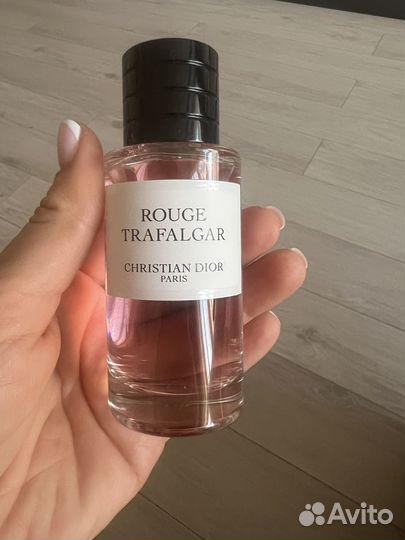 ROUGE
TRAFALGAR
CHRISTIAN DIOR
PARIS
Avito